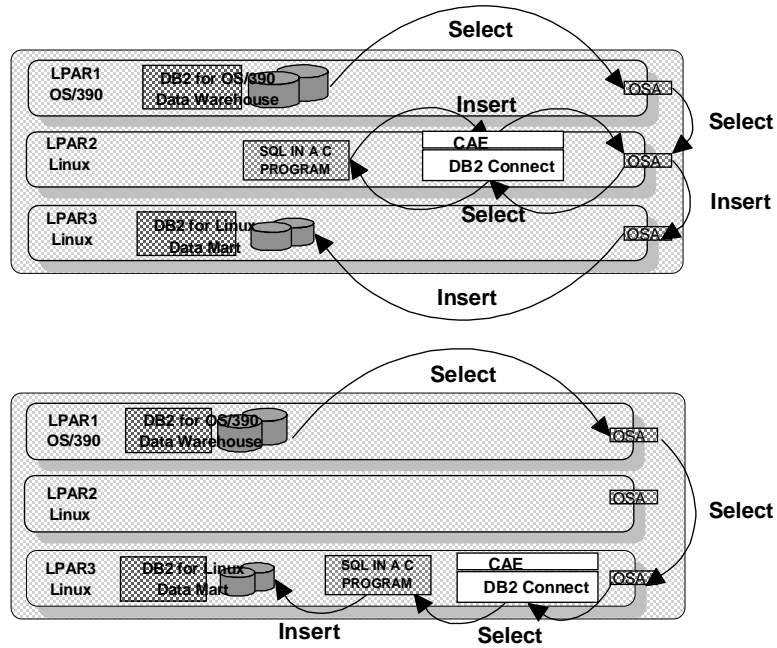 Select
LPAR1
OS/390
DB2 for OS/390
Data Warehouse
OSA
Select
Insert
LPAR2
Linux
SQL IN A C
PROGRAM
CAE
DB2 Connect
OSA
Select
Insert
LPAR3
Linux
DB2 for Linux
Data Mart
OSA
Insert
Select
LPAR1
OS/390
DB2 for OS/390
Data Warehouse
OSA
LPAR2
Linux
OSA
Select
LPAR3
Linux
DB2 for Linux
Data Mart
SQL IN A C
PROGRAM
CAE
DB2 Connect
OSA
Insert
Select